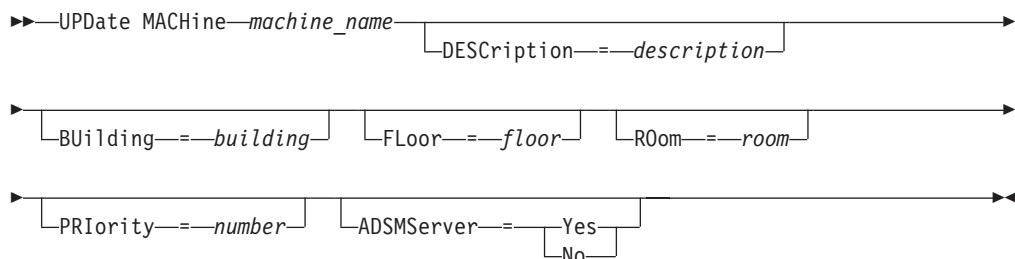 UPDate MACHine machine_name
DESCription = description
BUilding = building FLoor = floor ROom = room
PRIority = number ADSMServer = Yes
No